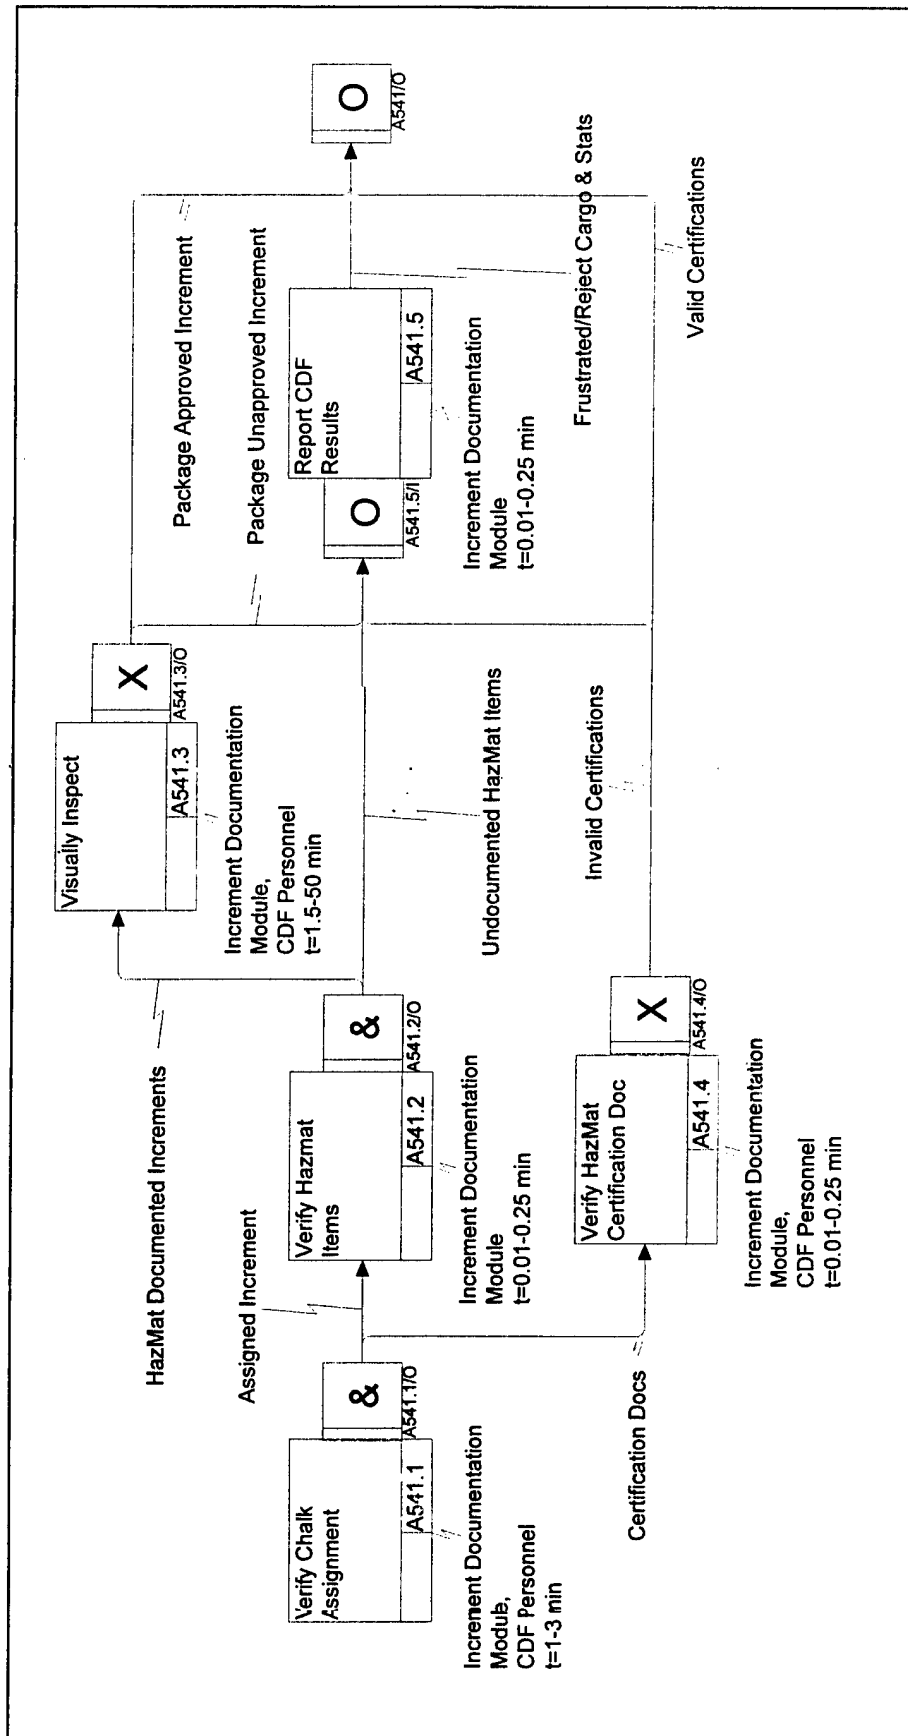 Verify Chalk
Assignment
A541.1
&
A541.1/O
Increment Documentation
Module,
CDF Personnel
t=1-3 min
Assigned Increment
Certification Docs
Verify Hazmat
Items
A541.2
&
A541.2/O
Increment Documentation
Module
t=0.01-0.25 min
HazMat Documented Increments
Verify HazMat
Certification Doc
A541.4
X
A541.4/O
Increment Documentation
Module,
CDF Personnel
t=0.01-0.25 min
Visually Inspect
A541.3
X
A541.3/O
Increment Documentation
Module,
CDF Personnel
t=1.5-50 min
Undocumented HazMat Items
Invalid Certifications
Package Approved Increment
Package Unapproved Increment
O
A541.5/I
Report CDF
Results
A541.5
Increment Documentation
Module
t=0.01-0.25 min
Frustrated/Reject Cargo & Stats
Valid Certifications
O
A541/O